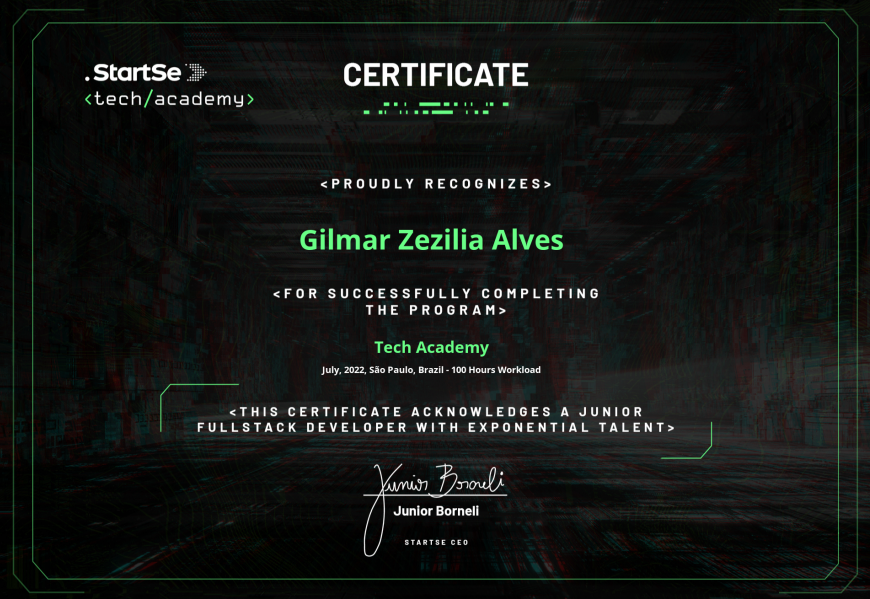 .StartSe
<tech/academy>
CERTIFICATE
<PROUDLY RECOGNIZES>
Gilmar Zezilia Alves
<FOR SUCCESSFULLY COMPLETING
THE PROGRAM>
Tech Academy
July, 2022, São Paulo, Brazil - 100 Hours Workload
<THIS CERTIFICATE ACKNOWLEDGES A JUNIOR
FULLSTACK DEVELOPER WITH EXPONENTIAL TALENT>
Junior Borneli
Junior Borneli
STARTSE CEO